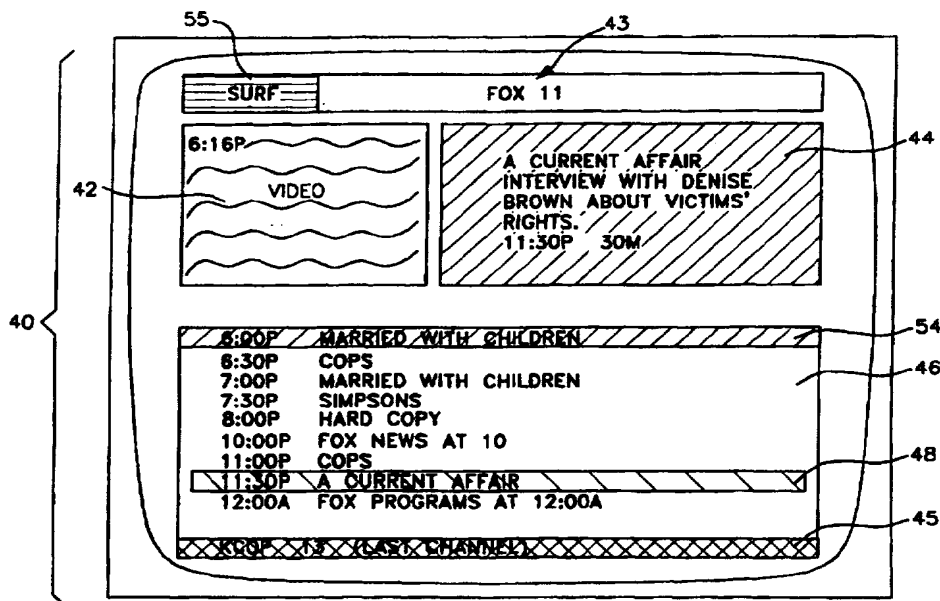 55
43
SURF
FOX 11
44
6:16P
VIDEO
42
A CURRENT AFFAIR
INTERVIEW WITH DENISE
BROWN ABOUT VICTIMS'
RIGHTS.
11:30P 30M
40
6:00P MARRIED WITH CHILDREN
54
6:30P COPS
46
7:00P MARRIED WITH CHILDREN
7:30P SIMPSONS
8:00P HARD COPY
10:00P FOX NEWS AT 10
11:00P COPS
48
11:30P A CURRENT AFFAIR
12:00A FOX PROGRAMS AT 12:00A
45
KCOP 13 (LAST CHANNEL)